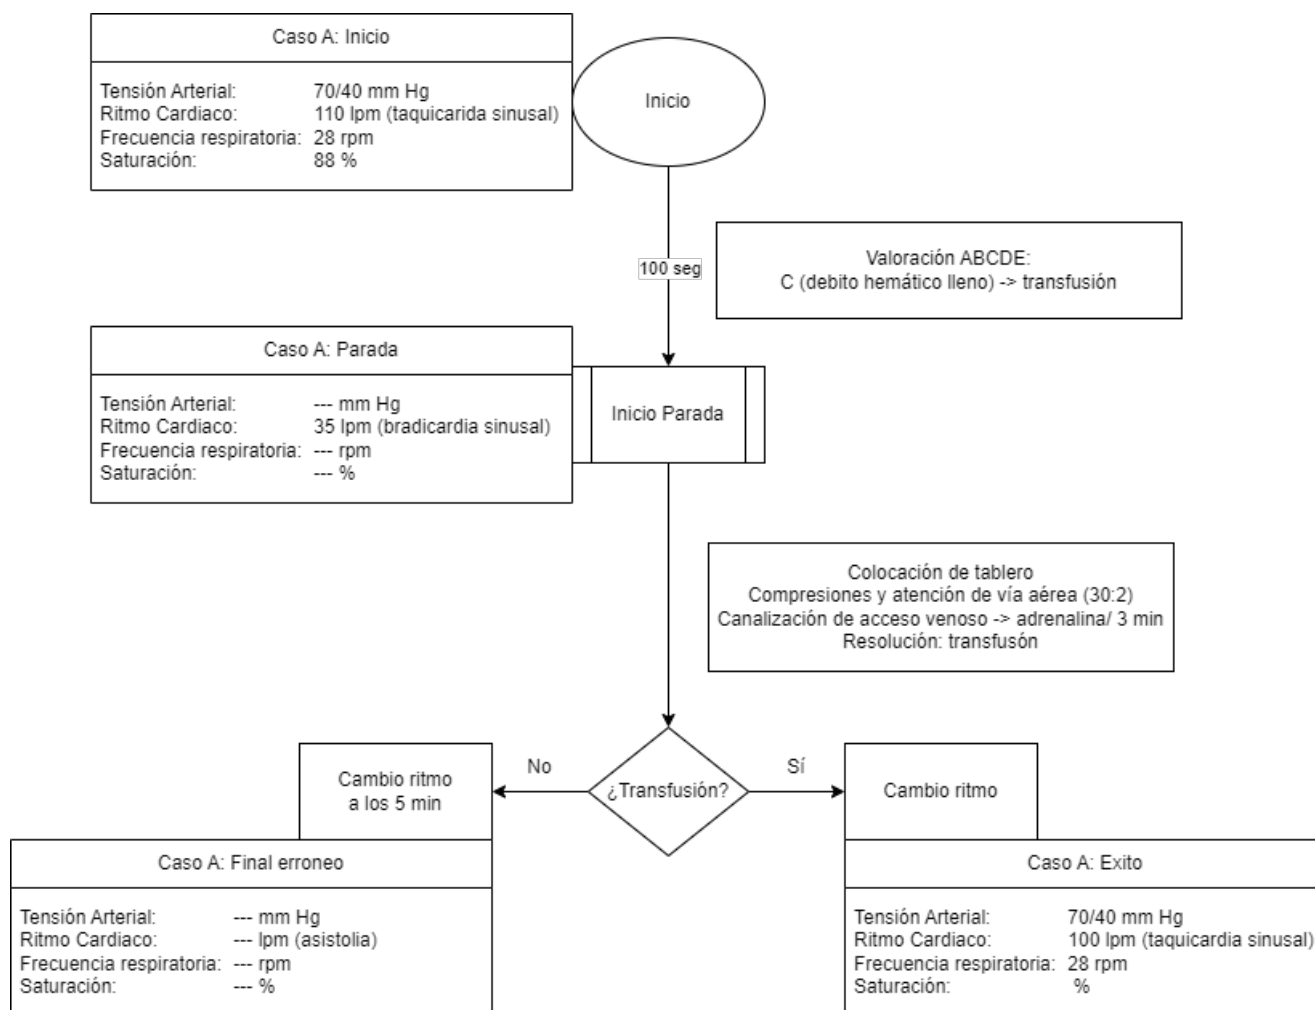 Caso A: Inicio
Tensión Arterial: 70/40 mm Hg
Ritmo Cardiaco: 110 lpm (taquicarida sinusal)
Frecuencia respiratoria: 28 rpm
Saturación: 88 %
Inicio
100 seg
Valoración ABCDE:
C (debito hemático lleno) -> transfusión
Caso A: Parada
Tensión Arterial: --- mm Hg
Ritmo Cardiaco: 35 lpm (bradicardia sinusal)
Frecuencia respiratoria: --- rpm
Saturación: --- %
Inicio Parada
Colocación de tablero
Compresiones y atención de vía aérea (30:2)
Canalización de acceso venoso -> adrenalina/ 3 min
Resolución: transfusón
¿Transfusión?
No
Sí
Cambio ritmo
a los 5 min
Caso A: Final erroneo
Tensión Arterial: --- mm Hg
Ritmo Cardiaco: --- lpm (asistolia)
Frecuencia respiratoria: --- rpm
Saturación: --- %
Cambio ritmo
Caso A: Exito
Tensión Arterial: 70/40 mm Hg
Ritmo Cardiaco: 100 lpm (taquicardia sinusal)
Frecuencia respiratoria: 28 rpm
Saturación: %